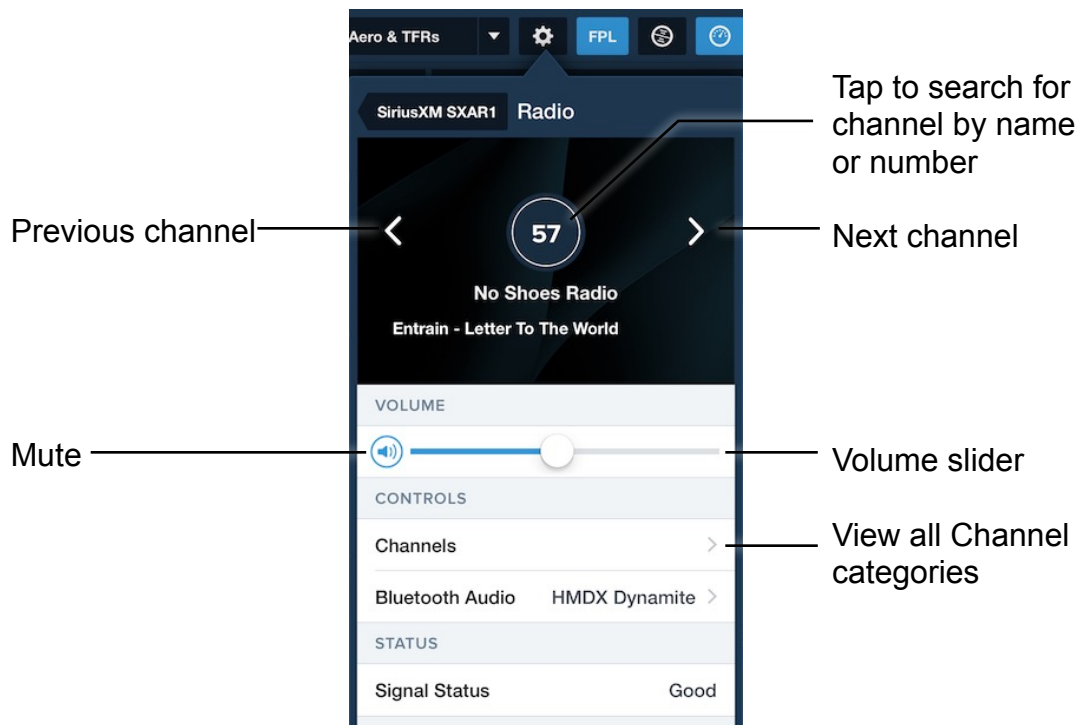 Aero & TFRs
FPL
SiriusXM SXAR1
Radio
Tap to search for
channel by name
or number
Previous channel
57
Next channel
No Shoes Radio
Entrain - Letter To The World
VOLUME
Mute
Volume slider
CONTROLS
Channels
View all Channel
categories
Bluetooth Audio HMDX Dynamite
STATUS
Signal Status Good